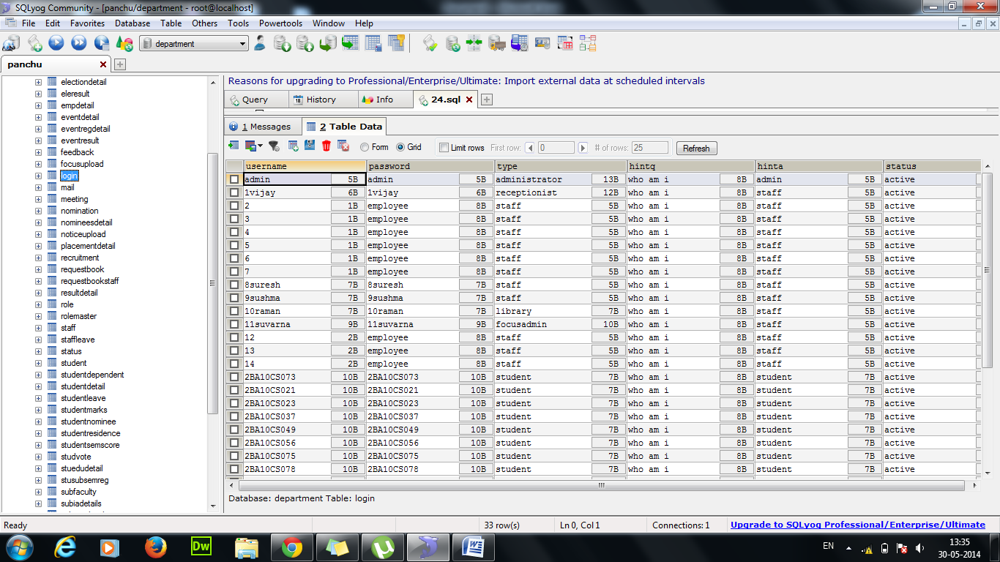 SQLyog Community - [panchu/department - root@localhost]
File Edit Favorites Database Table Others Tools Powertools Window Help
department
panchu
Reasons for upgrading to Professional/Enterprise/Ultimate: Import external data at scheduled intervals
Query History Info 24.sql
1 Messages 2 Table Data
Form Grid Limit rows First row: 0 # of rows: 25 Refresh
electiondetail
eleresult
empdetail
eventdetail
eventregdetail
eventresult
feedback
focusupload
login
mail
meeting
nomination
nomineesdetail
noticeupload
placementdetail
recruitment
requestbook
requestbookstaff
resultdetail
role
rolemaster
staff
staffleave
status
student
studentdependent
studentdetail
studentleave
studentmarks
studentnominee
studentresidence
studentsemscore
studvote
stuedudetail
stusubsemreg
subfaculty
subiadetails
username password type hintq hinta status
admin 5B admin 5B administrator 13B who am i 8B admin 5B active
1vijay 6B 1vijay 6B receptionist 12B who am i 8B staff 5B active
2 1B employee 8B staff 5B who am i 8B staff 5B active
3 1B employee 8B staff 5B who am i 8B staff 5B active
4 1B employee 8B staff 5B who am i 8B staff 5B active
5 1B employee 8B staff 5B who am i 8B staff 5B active
6 1B employee 8B staff 5B who am i 8B staff 5B active
7 1B employee 8B staff 5B who am i 8B staff 5B active
8suresh 7B 8suresh 7B staff 5B who am i 8B staff 5B active
9sushma 7B 9sushma 7B staff 5B who am i 8B staff 5B active
10raman 7B 10raman 7B library 7B who am i 8B staff 5B active
11suvarna 9B 11suvarna 9B focusadmin 10B who am i 8B staff 5B active
12 2B employee 8B staff 5B who am i 8B staff 5B active
13 2B employee 8B staff 5B who am i 8B staff 5B active
14 2B employee 8B staff 5B who am i 8B staff 5B active
2BA10CS073 10B 2BA10CS073 10B student 7B who am i 8B student 7B active
2BA10CS021 10B 2BA10CS021 10B student 7B who am i 8B student 7B active
2BA10CS023 10B 2BA10CS023 10B student 7B who am i 8B student 7B active
2BA10CS037 10B 2BA10CS037 10B student 7B who am i 8B student 7B active
2BA10CS049 10B 2BA10CS049 10B student 7B who am i 8B student 7B active
2BA10CS056 10B 2BA10CS056 10B student 7B who am i 8B student 7B active
2BA10CS075 10B 2BA10CS075 10B student 7B who am i 8B student 7B active
2BA10CS078 10B 2BA10CS078 10B student 7B who am i 8B student 7B active
Database: department Table: login
Ready 33 row(s) Ln 0, Col 1 Connections: 1 Upgrade to SQLyog Professional/Enterprise/Ultimate
Dw
EN
13:35
30-05-2014